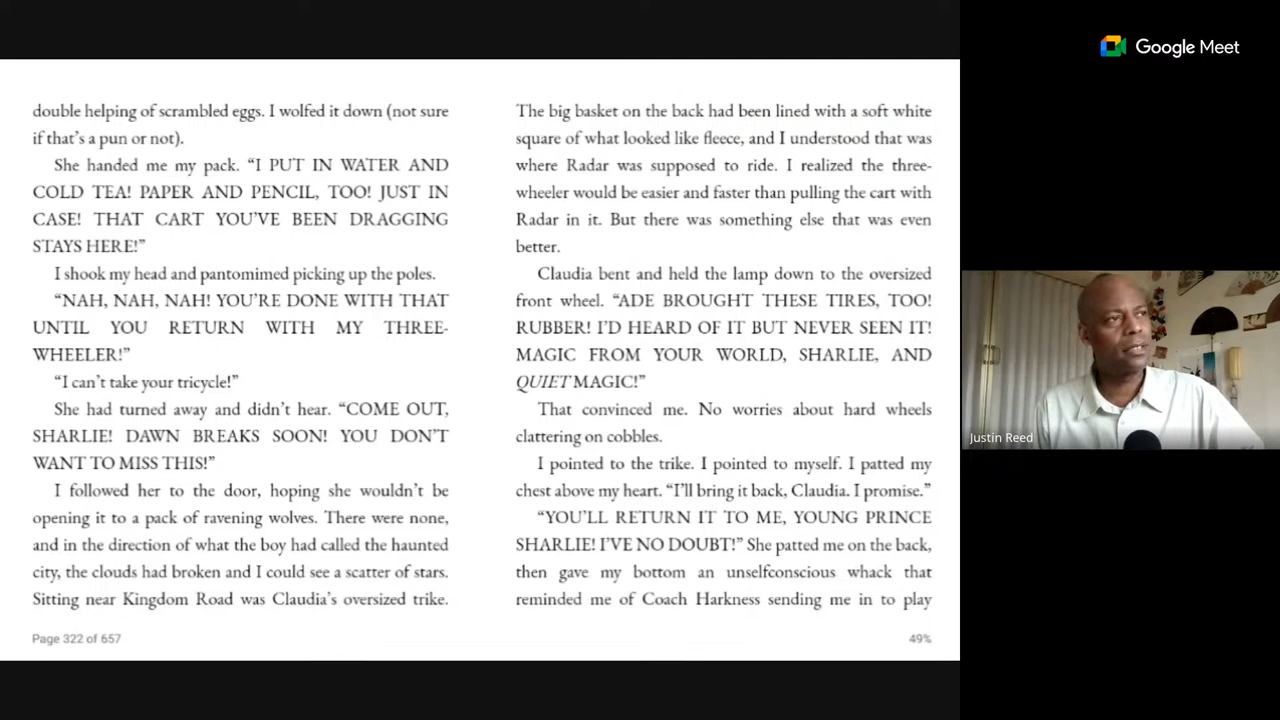 double helping of scrambled eggs. I wolfed it down (not sure
if that's a pun or not).
She handed me my pack. “I PUT IN WATER AND
COLD TEA! PAPER AND PENCIL, TOO! JUST IN
CASE! THAT CART YOU'VE BEEN DRAGGING
STAYS HERE!”
I shook my head and pantomimed picking up the poles.
“NAH, NAH, NAH! YOU'RE DONE WITH THAT
UNTIL YOU RETURN WITH MY THREE-
WHEELER!”
“I can't take your tricycle!”
She had turned away and didn't hear. “COME OUT,
SHARLIE! DAWN BREAKS SOON! YOU DON'T
WANT TO MISS THIS!”
I followed her to the door, hoping she wouldn't be
opening it to a pack of ravening wolves. There were none,
and in the direction of what the boy had called the haunted
city, the clouds had broken and I could see a scatter of stars.
Sitting near Kingdom Road was Claudia's oversized trike.
Page 322 of 657
The big basket on the back had been lined with a soft white
square of what looked like fleece, and I understood that was
where Radar was supposed to ride. I realized the three-
wheeler would be easier and faster than pulling the cart with
Radar in it. But there was something else that was even
better.
Claudia bent and held the lamp down to the oversized
front wheel. “ADE BROUGHT THESE TIRES, TOO!
RUBBER! I'D HEARD OF IT BUT NEVER SEEN IT!
MAGIC FROM YOUR WORLD, SHARLIE, AND
QUIET MAGIC!”
That convinced me. No worries about hard wheels
clattering on cobbles.
I pointed to the trike. I pointed to myself. I patted my
chest above my heart. “I'll bring it back, Claudia. I promise.”
“YOU'LL RETURN IT TO ME, YOUNG PRINCE
SHARLIE! I'VE NO DOUBT!” She patted me on the back,
then gave my bottom an unselfconscious whack that
reminded me of Coach Harkness sending me in to play
49%
Google Meet
Justin Reed